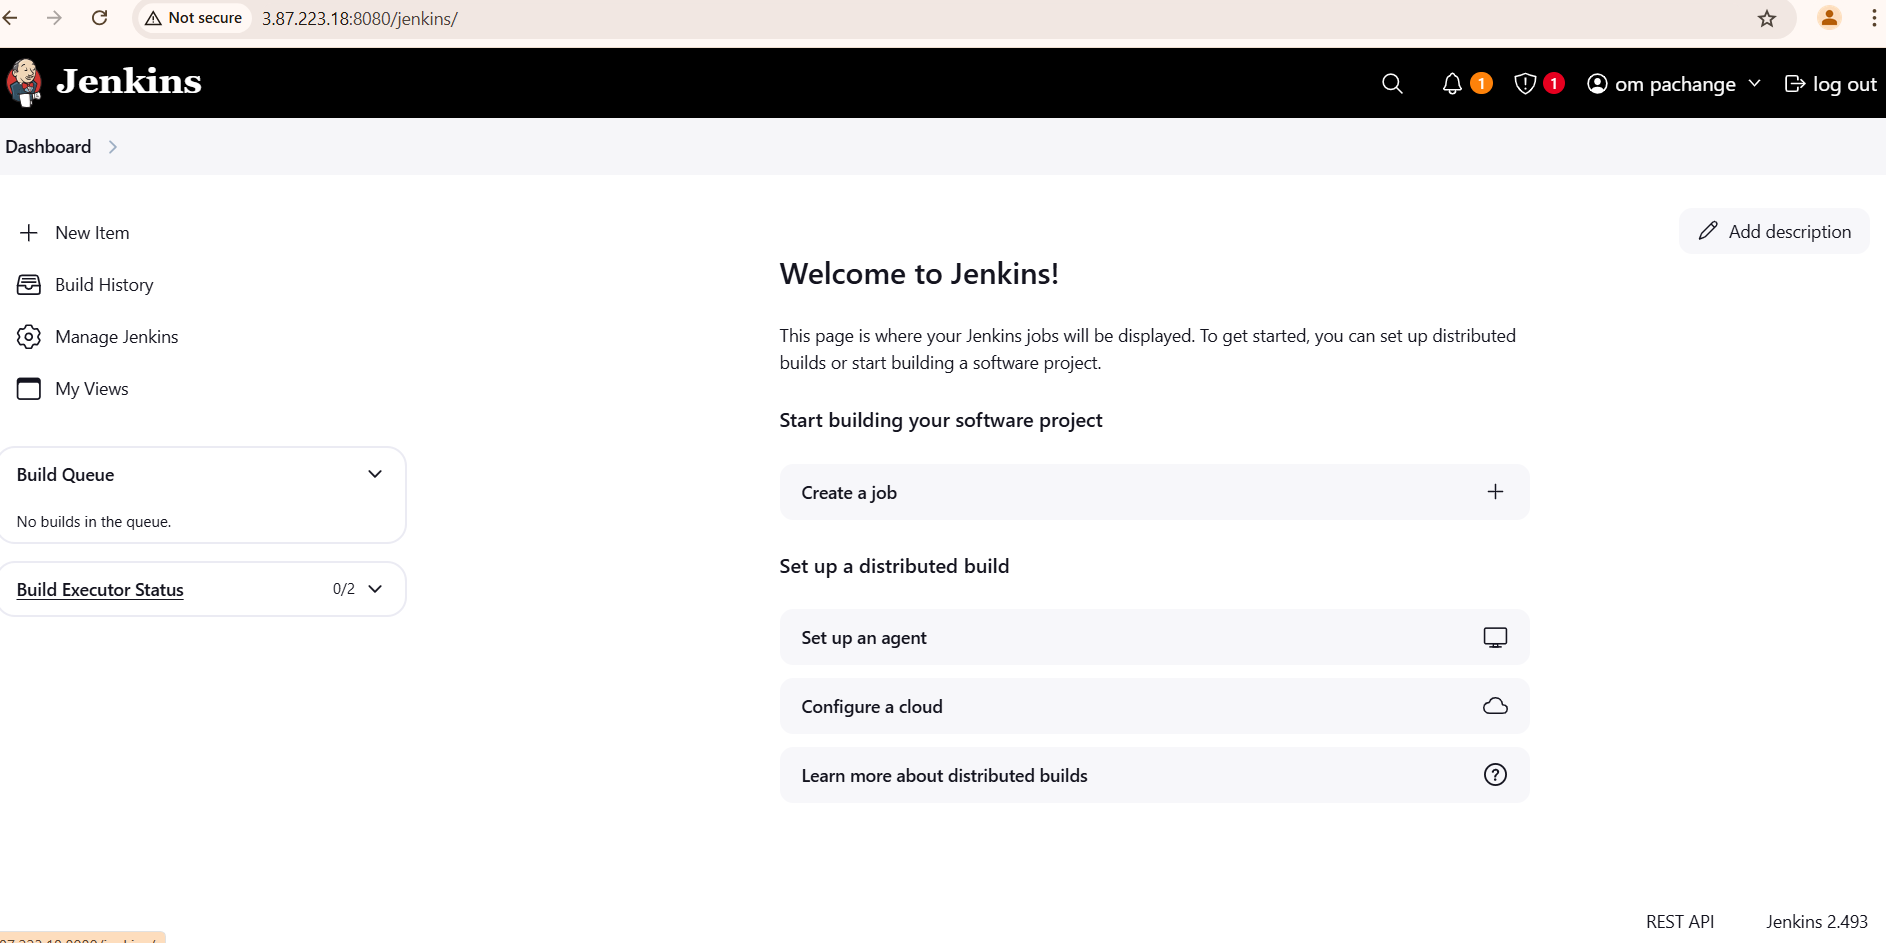 Not secure 3.87.223.18:8080/jenkins/
Jenkins 1 1 om pachange log out
Dashboard
New Item
Add description
Build History
Manage Jenkins
My Views
Welcome to Jenkins!
This page is where your Jenkins jobs will be displayed. To get started, you can set up distributed
builds or start building a software project.
Start building your software project
Build Queue
Create a job
No builds in the queue.
Set up a distributed build
Build Executor Status 0/2
Set up an agent
Configure a cloud
Learn more about distributed builds
REST API Jenkins 2.493